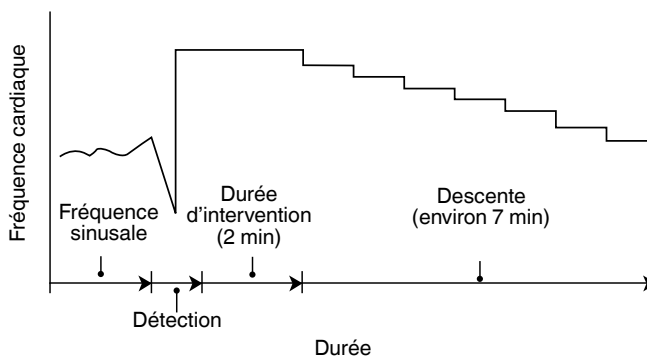 Fréquence cardiaque
Fréquence
sinusale
Durée
d'intervention
(2 min)
Descente
(environ 7 min)
Détection
Durée